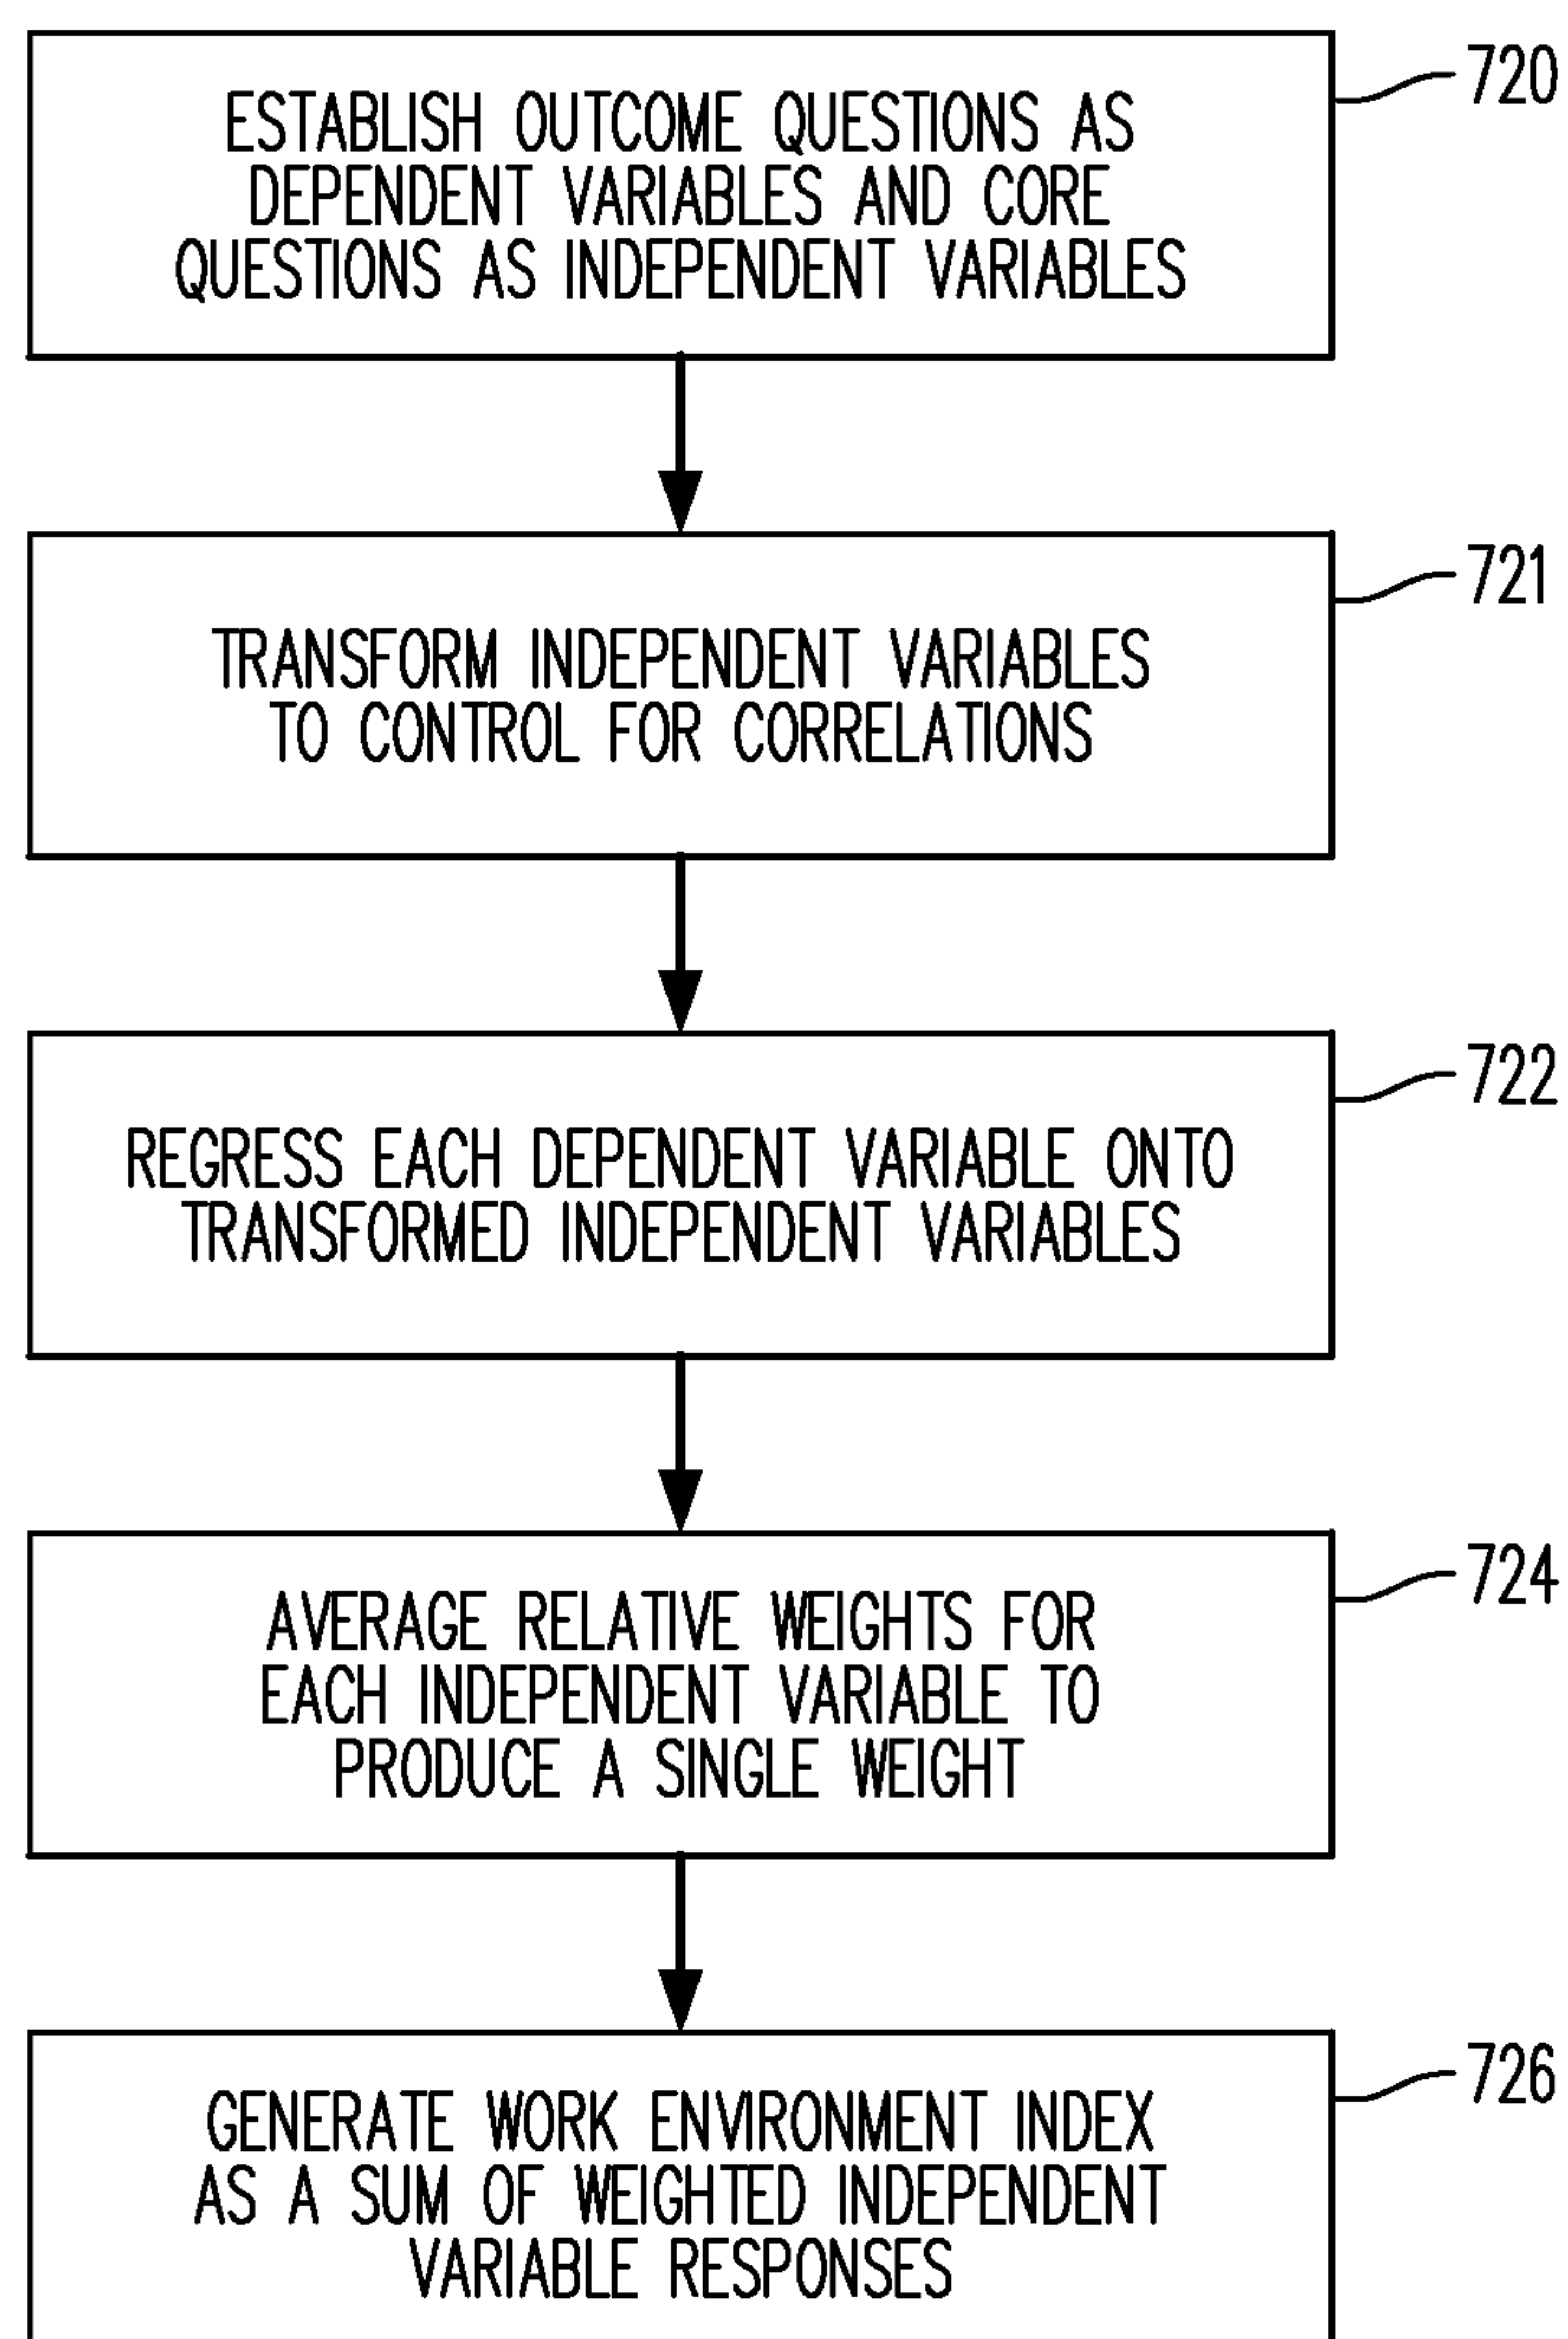 720
ESTABLISH OUTCOME QUESTIONS AS
DEPENDENT VARIABLES AND CORE
QUESTIONS AS INDEPENDENT VARIABLES
721
TRANSFORM INDEPENDENT VARIABLES
TO CONTROL FOR CORRELATIONS
722
REGRESS EACH DEPENDENT VARIABLE ONTO
TRANSFORMED INDEPENDENT VARIABLES
724
AVERAGE RELATIVE WEIGHTS FOR
EACH INDEPENDENT VARIABLE TO
PRODUCE A SINGLE WEIGHT
726
GENERATE WORK ENVIRONMENT INDEX
AS A SUM OF WEIGHTED INDEPENDENT
VARIABLE RESPONSES